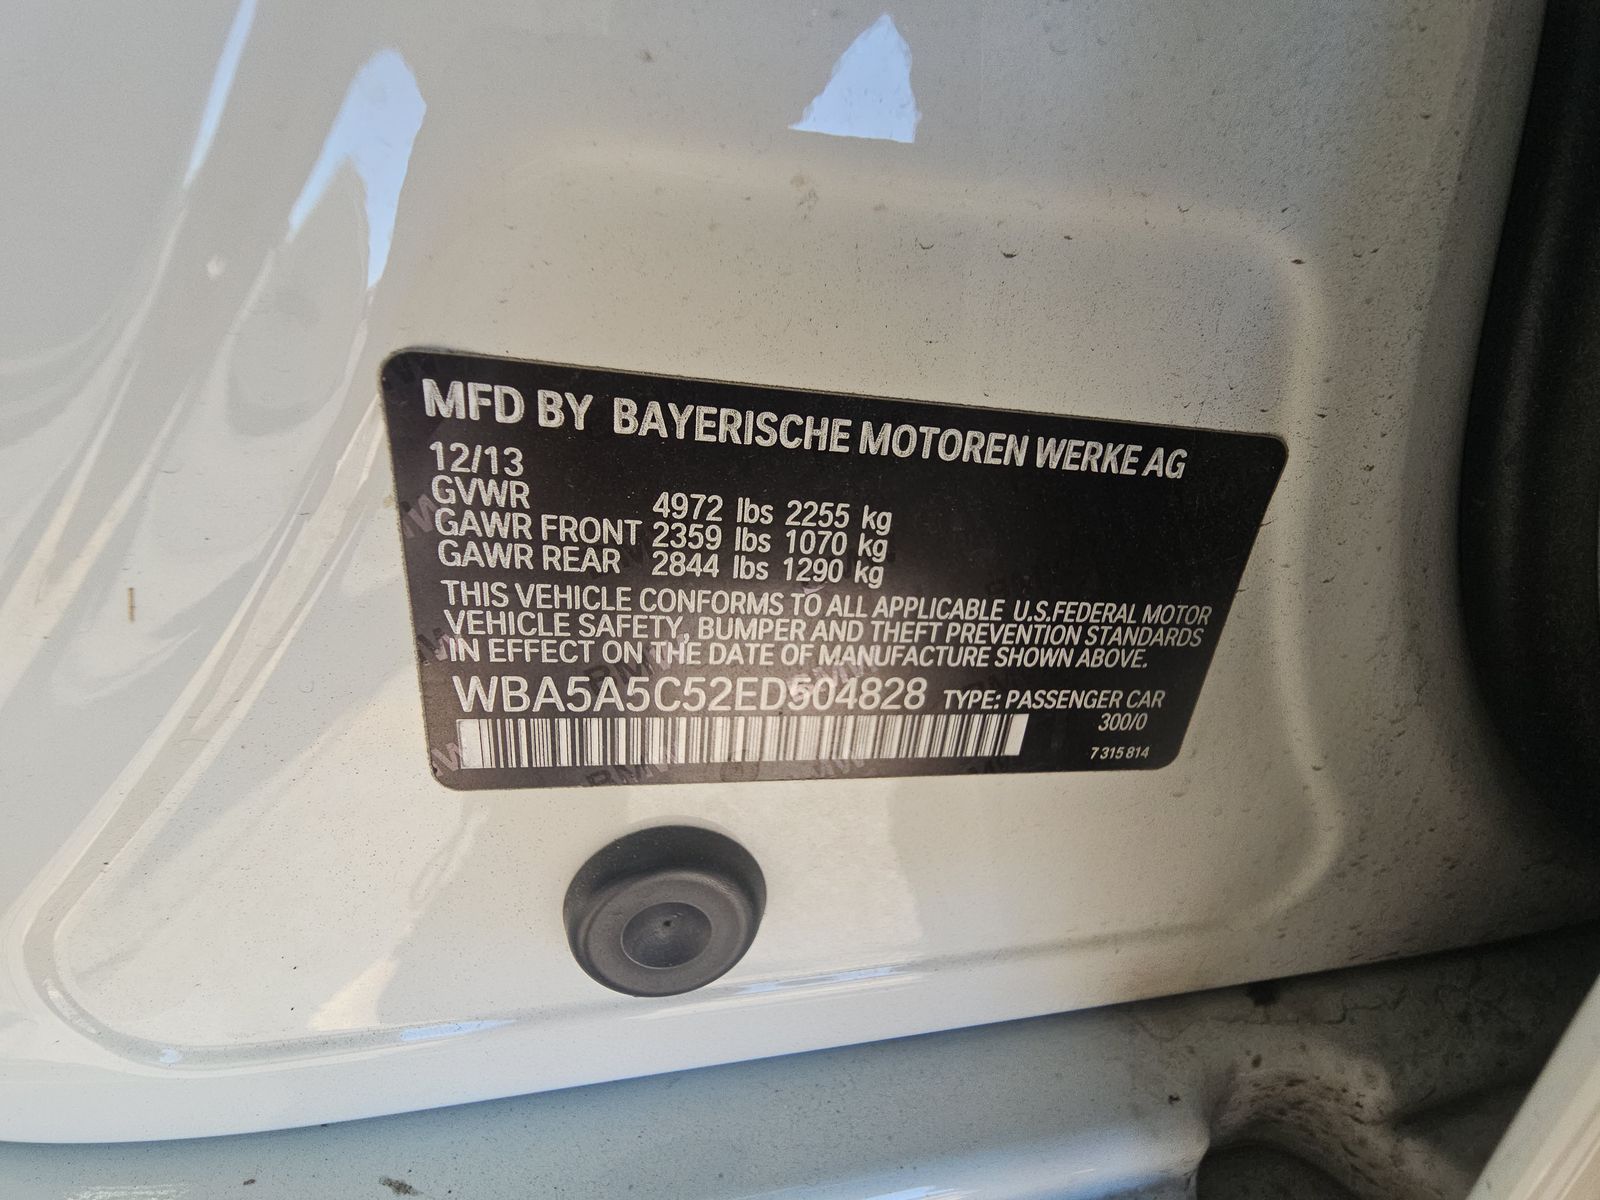 MFD BY BAYERISCHE MOTOREN WERKE AG
12/13
GVWR 4972 lbs 2255 kg
GAWR FRONT 2359 lbs 1070 kg
GAWR REAR 2844 lbs 1290 kg
THIS VEHICLE CONFORMS TO ALL APPLICABLE U.S.FEDERAL MOTOR
VEHICLE SAFETY, BUMPER AND THEFT PREVENTION STANDARDS
IN EFFECT ON THE DATE OF MANUFACTURE SHOWN ABOVE.
WBA5A5C52ED504828 TYPE: PASSENGER CAR
300/0
7 315 814